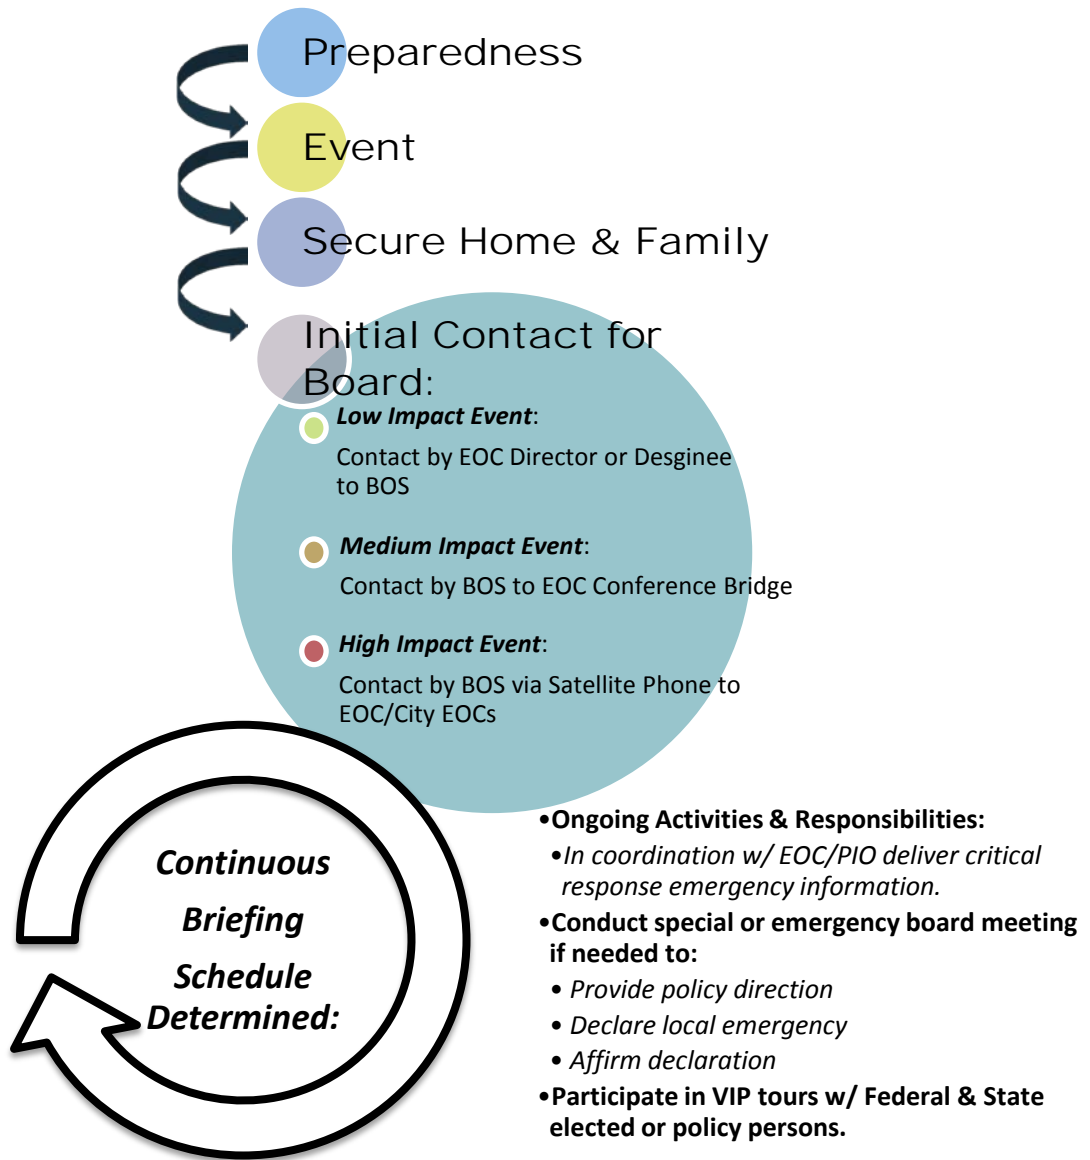 Preparedness
Event
Secure Home & Family
Initial Contact for
Board:
Low Impact Event:
Contact by EOC Director or Desginee
to BOS
Medium Impact Event:
Contact by BOS to EOC Conference Bridge
High Impact Event:
Contact by BOS via Satellite Phone to
EOC/City EOCs
Continuous
Briefing
Schedule
Determined:
•Ongoing Activities & Responsibilities:
•In coordination w/ EOC/PIO deliver critical
response emergency information.
•Conduct special or emergency board meeting
if needed to:
• Provide policy direction
• Declare local emergency
• Affirm declaration
•Participate in VIP tours w/ Federal & State
elected or policy persons.